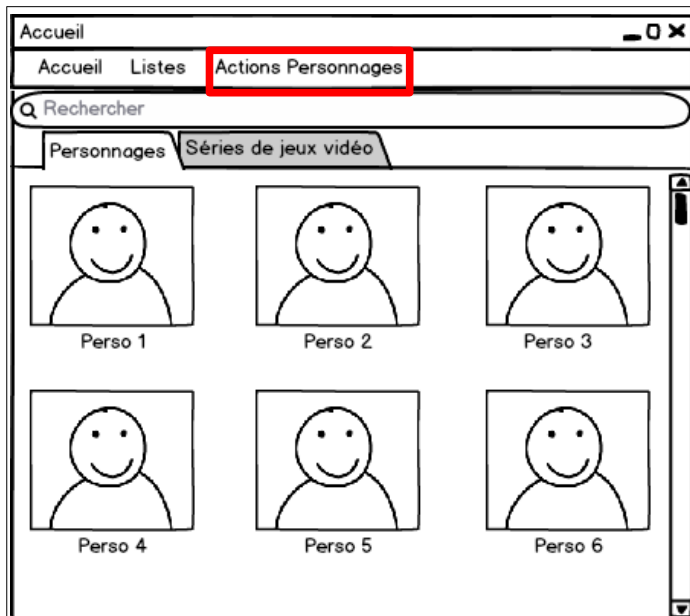 Accueil
Accueil Listes Actions Personnages
Rechercher
Personnages Séries de jeux vidéo
Perso 1 Perso 2 Perso 3
Perso 4 Perso 5 Perso 6